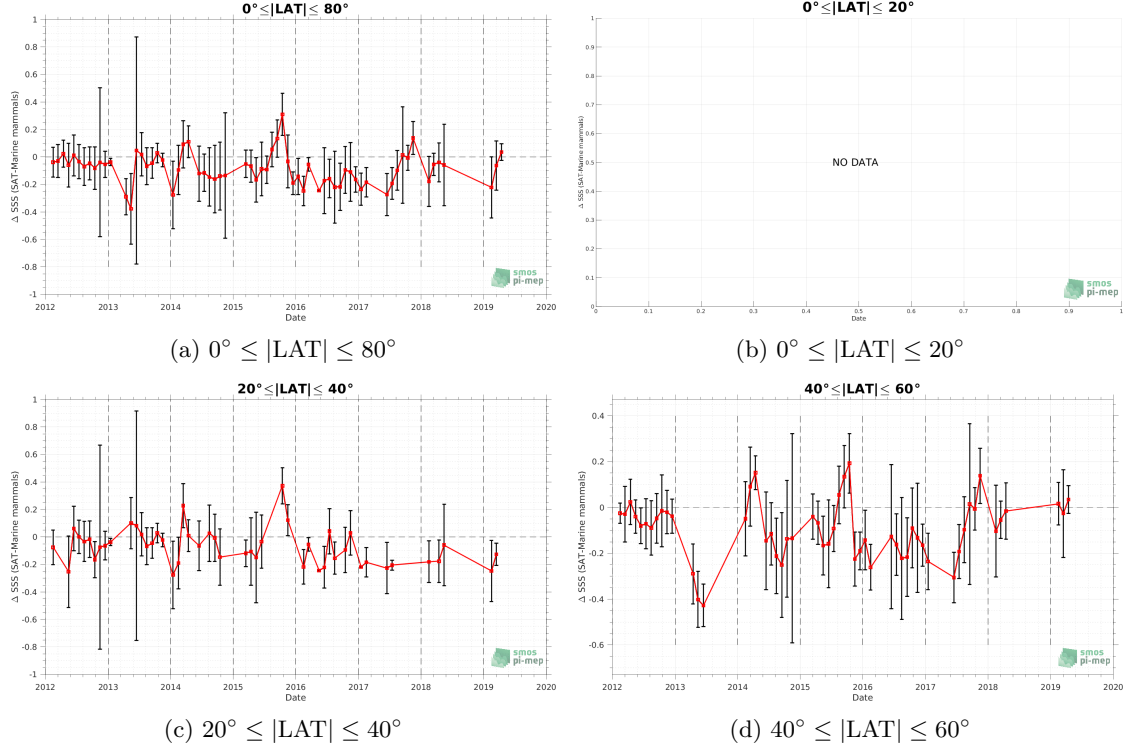 0°≤|LAT|≤ 80°
Δ SSS (SAT-Marine mammals)
1
0.8
0.6
0.4
0.2
0
-0.2
-0.4
-0.6
-0.8
-1
2012 2013 2014 2015 2016 2017 2018 2019 2020
Date
smos
pi-mep
(a) 0° ≤ |LAT| ≤ 80°
0°≤|LAT|≤ 20°
Δ SSS (SAT-Marine mammals)
1
0.9
0.8
0.7
0.6
0.5
0.4
0.3
0.2
0.1
0
NO DATA
0 0.1 0.2 0.3 0.4 0.5 0.6 0.7 0.8 0.9 1
Date
smos
pi-mep
(b) 0° ≤ |LAT| ≤ 20°
20°≤|LAT|≤ 40°
Δ SSS (SAT-Marine mammals)
1
0.8
0.6
0.4
0.2
0
-0.2
-0.4
-0.6
-0.8
-1
2012 2013 2014 2015 2016 2017 2018 2019 2020
Date
smos
pi-mep
(c) 20° ≤ |LAT| ≤ 40°
40°≤|LAT|≤ 60°
Δ SSS (SAT-Marine mammals)
0.4
0.2
0
-0.2
-0.4
-0.6
2012 2013 2014 2015 2016 2017 2018 2019 2020
Date
smos
pi-mep
(d) 40° ≤ |LAT| ≤ 60°